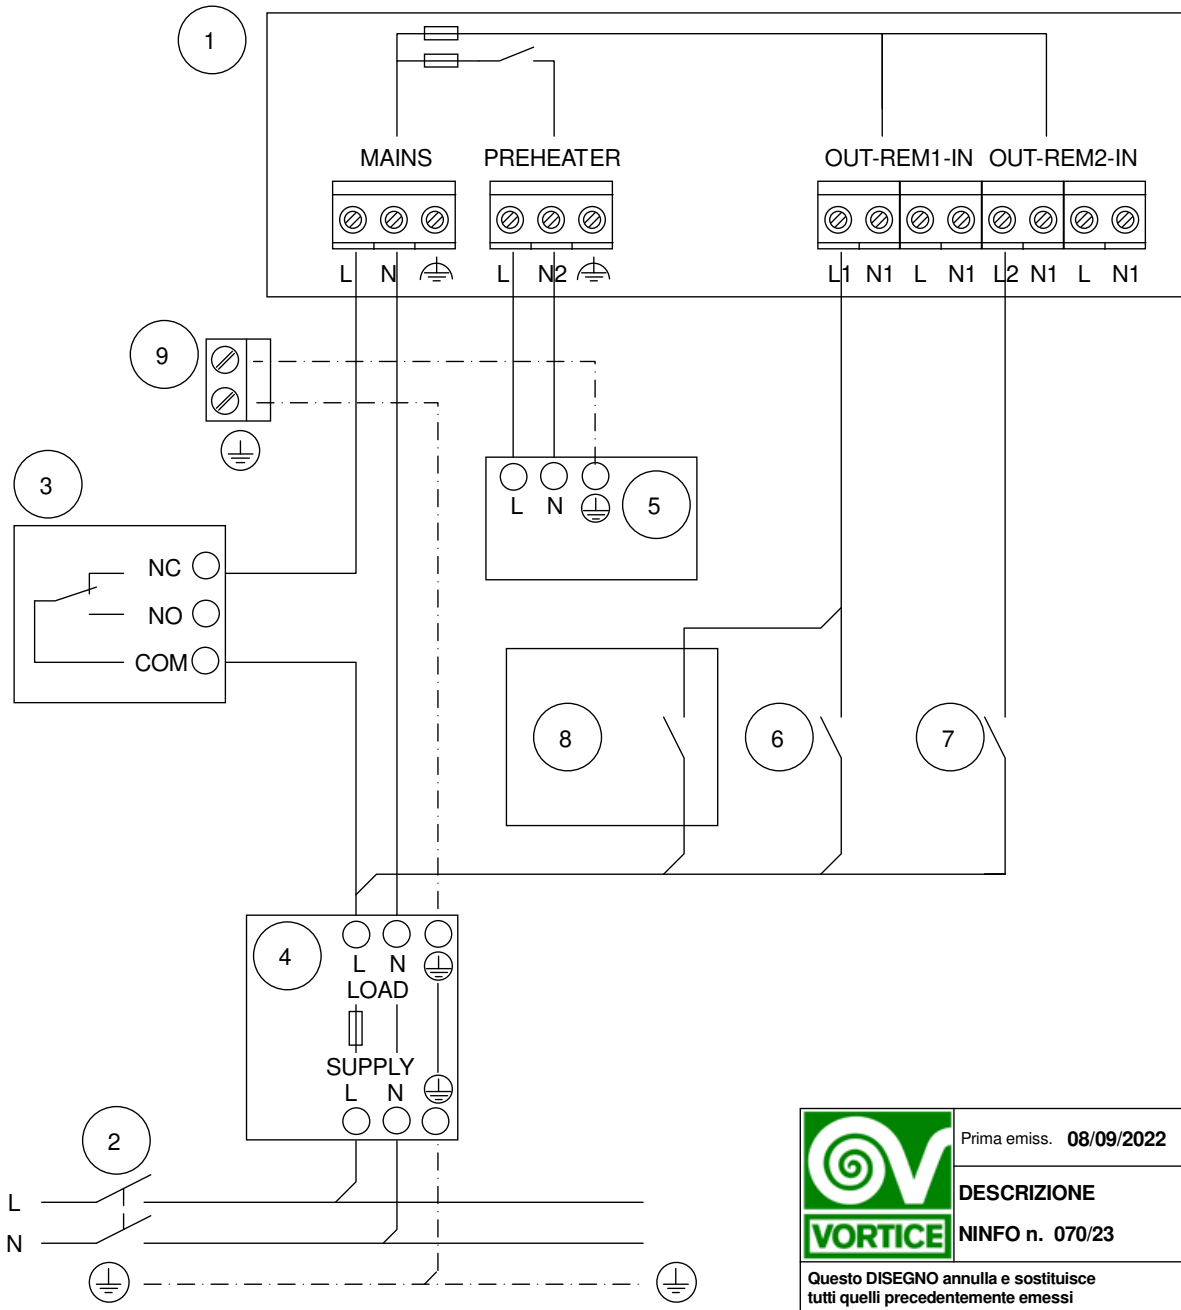 1
MAINS PREHEATER OUT-REM1-IN OUT-REM2-IN
L N L N2 L1 N1 L N1 L2 N1 L N1
9
3
L N 5
NC
NO
COM
8 6 7
4
L N
LOAD
SUPPLY
L N
2
L
N
Prima emiss. 08/09/2022
DESCRIZIONE
VORTICE
NINFO n. 070/23
Questo DISEGNO annulla e sostituisce
tutti quelli precedentemente emessi